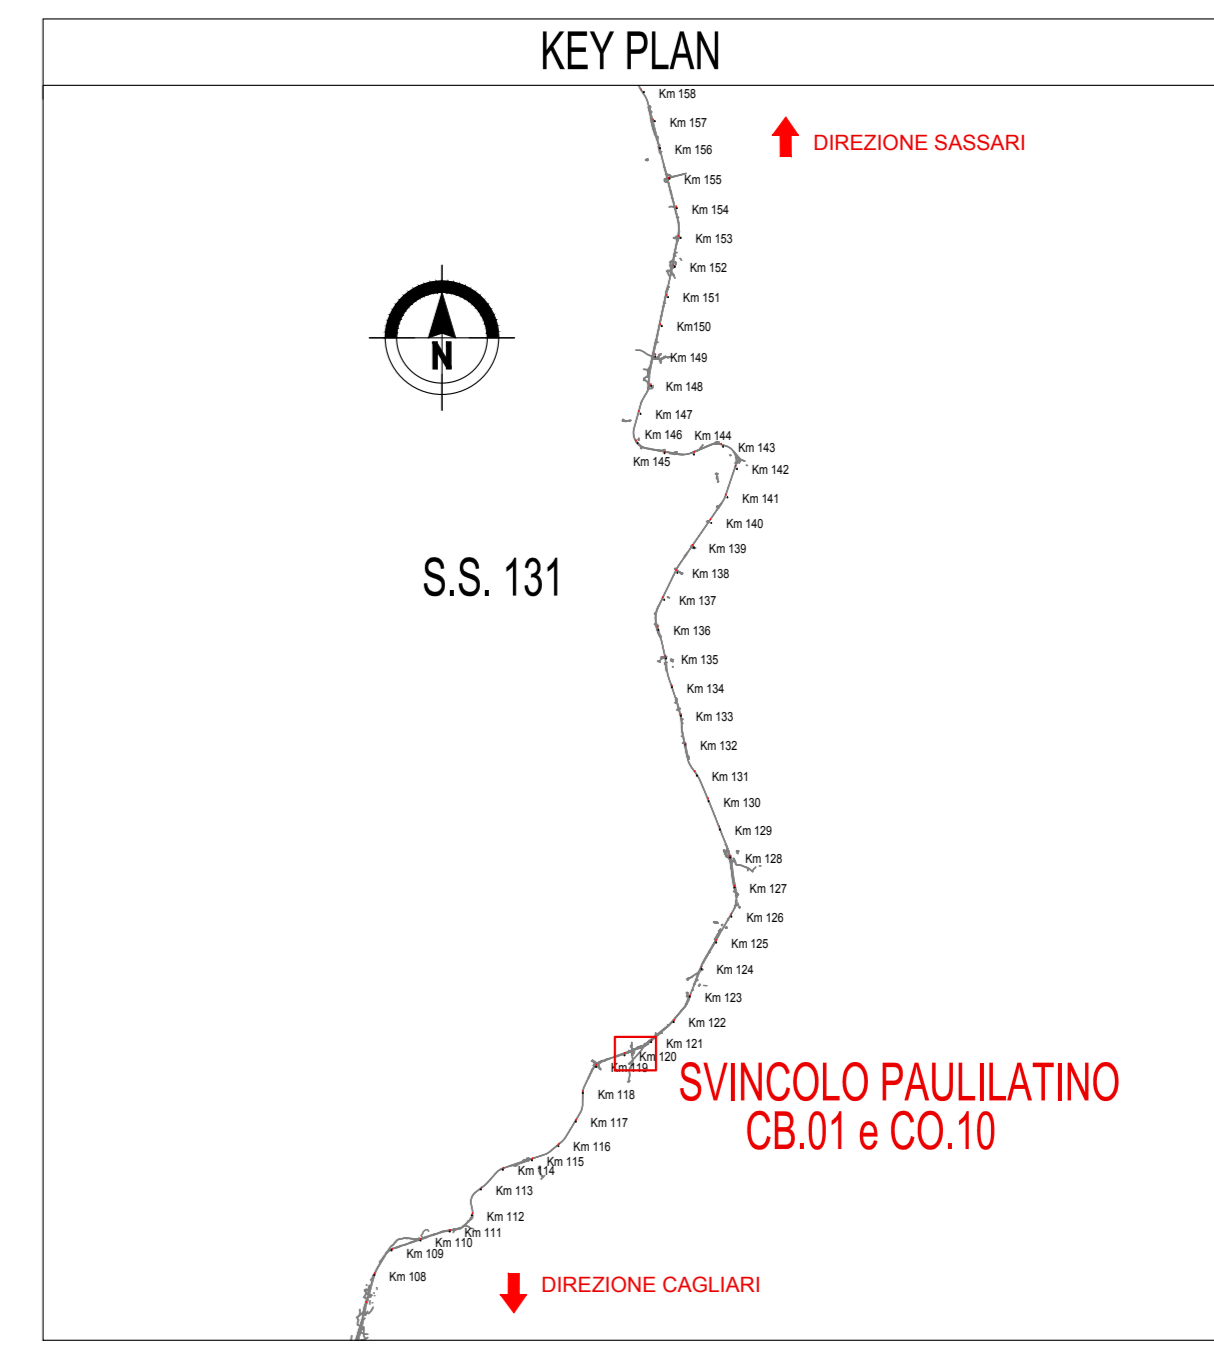 KEY PLAN
Km 158
Km 157
DIREZIONE SASSARI
Km 156
Km 155
Km 154
Km 153
Km 152
Km 151
Km150
N
Km 149
Km 148
Km 147
Km 146
Km 144
Km 143
Km 145
Km 142
Km 141
Km 140
Km 139
S.S. 131
Km 138
Km 137
Km 136
Km 135
Km 134
Km 133
Km 132
Km 131
Km 130
Km 129
Km 128
Km 127
Km 126
Km 125
Km 124
Km 123
Km 122
Km 121
Km 120
Km 119
SVINCOLO PAULILATINO
CB.01 e CO.10
Km 118
Km 117
Km 116
Km 115
Km 114
Km 113
Km 112
Km 111
Km 110
Km 109
Km 108
DIREZIONE CAGLIARI